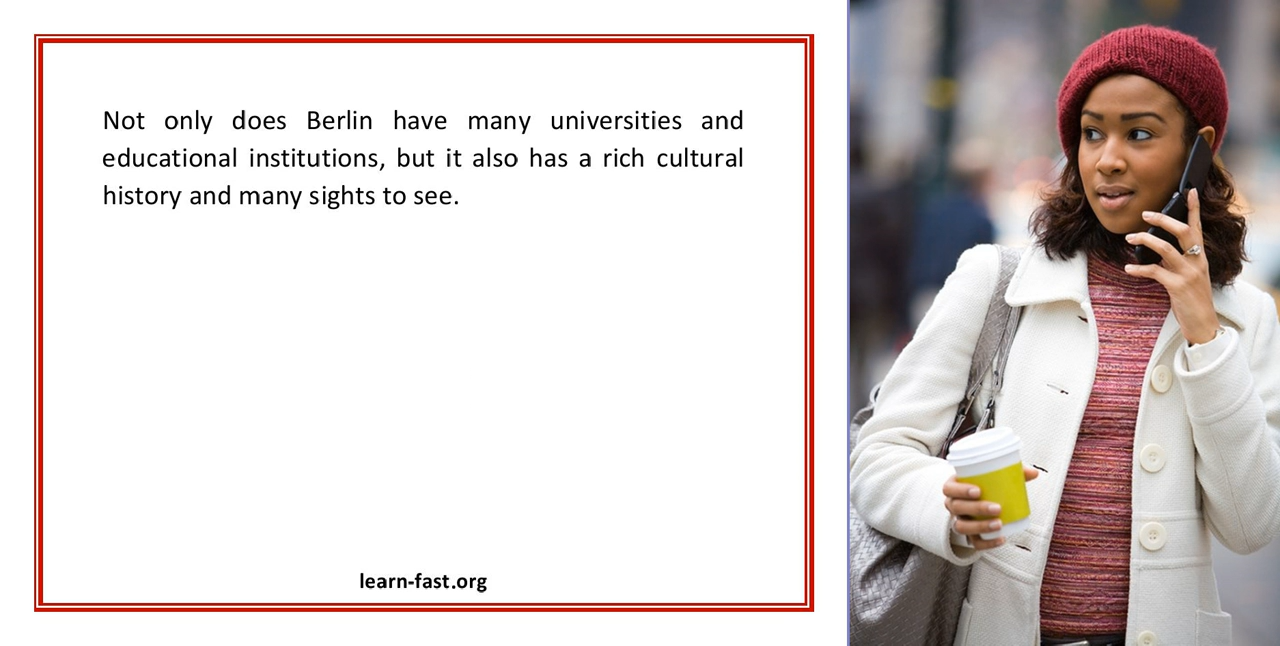 Not only does Berlin have many universities and
educational institutions, but it also has a rich cultural
history and many sights to see.
learn-fast.org